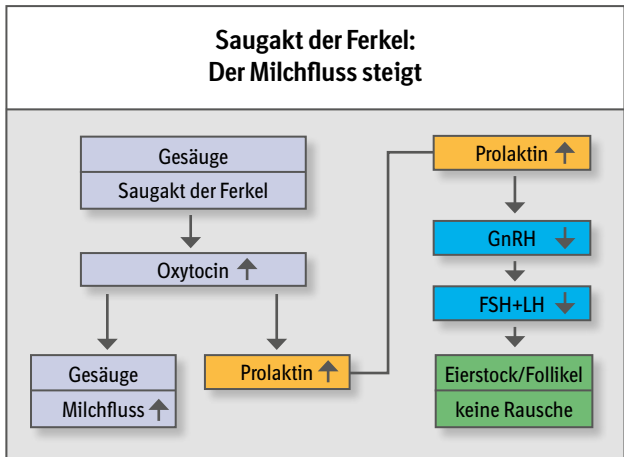 Saugakt der Ferkel:
Der Milchfluss steigt
Gesäuge
Saugakt der Ferkel
Oxytocin ↑
Gesäuge
Milchfluss ↑
Prolaktin ↑
Prolaktin ↑
GnRH ↓
FSH+LH ↓
Eierstock/Follikel
keine Rausche